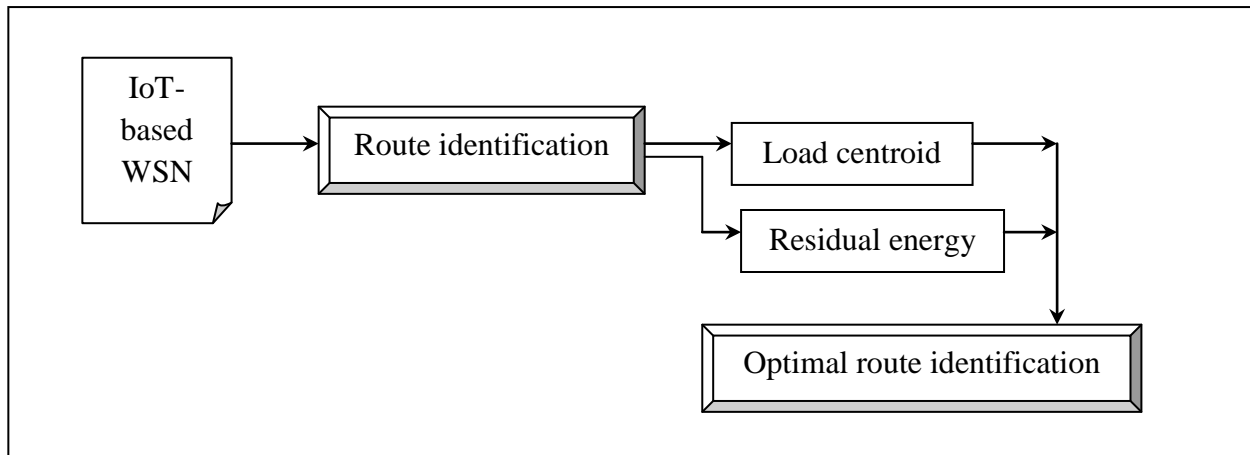 IoT-
based
WSN
Route identification
Load centroid
Residual energy
Optimal route identification